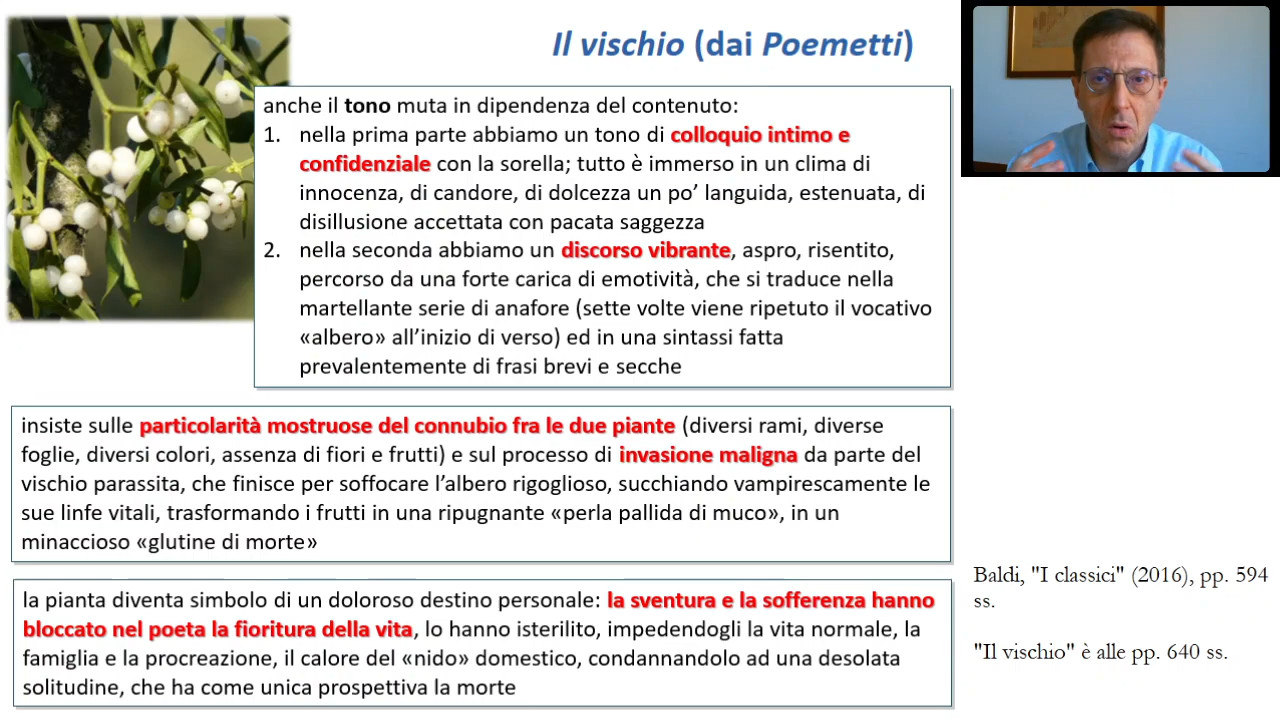 Il vischio (dai Poemetti)
anche il tono muta in dipendenza del contenuto:
1. nella prima parte abbiamo un tono di colloquio intimo e
confidenziale con la sorella; tutto è immerso in un clima di
innocenza, di candore, di dolcezza un po’ languida, estenuata, di
disillusione accettata con pacata saggezza
2. nella seconda abbiamo un discorso vibrante, aspro, risentito,
percorso da una forte carica di emotività, che si traduce nella
martellante serie di anafore (sette volte viene ripetuto il vocativo
«albero» all’inizio di verso) ed in una sintassi fatta
prevalentemente di frasi brevi e secche
insiste sulle particolarità mostruose del connubio fra le due piante (diversi rami, diverse
foglie, diversi colori, assenza di fiori e frutti) e sul processo di invasione maligna da parte del
vischio parassita, che finisce per soffocare l’albero rigoglioso, succhiando vampirescamente le
sue linfe vitali, trasformando i frutti in una ripugnante «perla pallida di muco», in un
minaccioso «glutine di morte»
la pianta diventa simbolo di un doloroso destino personale: la sventura e la sofferenza hanno
bloccato nel poeta la fioritura della vita, lo hanno isterilito, impedendogli la vita normale, la
famiglia e la procreazione, il calore del «nido» domestico, condannandolo ad una desolata
solitudine, che ha come unica prospettiva la morte
Baldi, "I classici" (2016), pp. 594
ss.
"Il vischio" è alle pp. 640 ss.